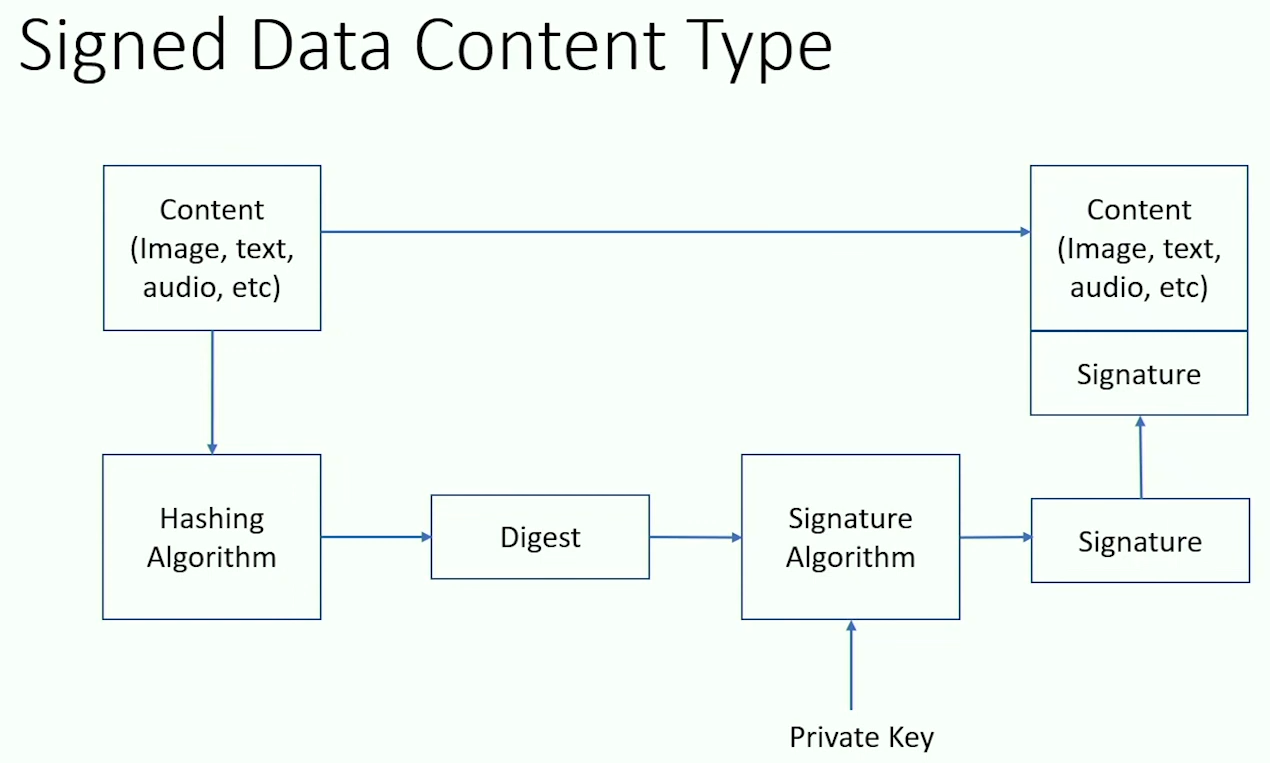 Signed Data Content Type
Content
(Image, text,
audio, etc)
Content
(Image, text,
audio, etc)
Signature
Hashing
Algorithm
Digest
Signature
Algorithm
Signature
Private Key